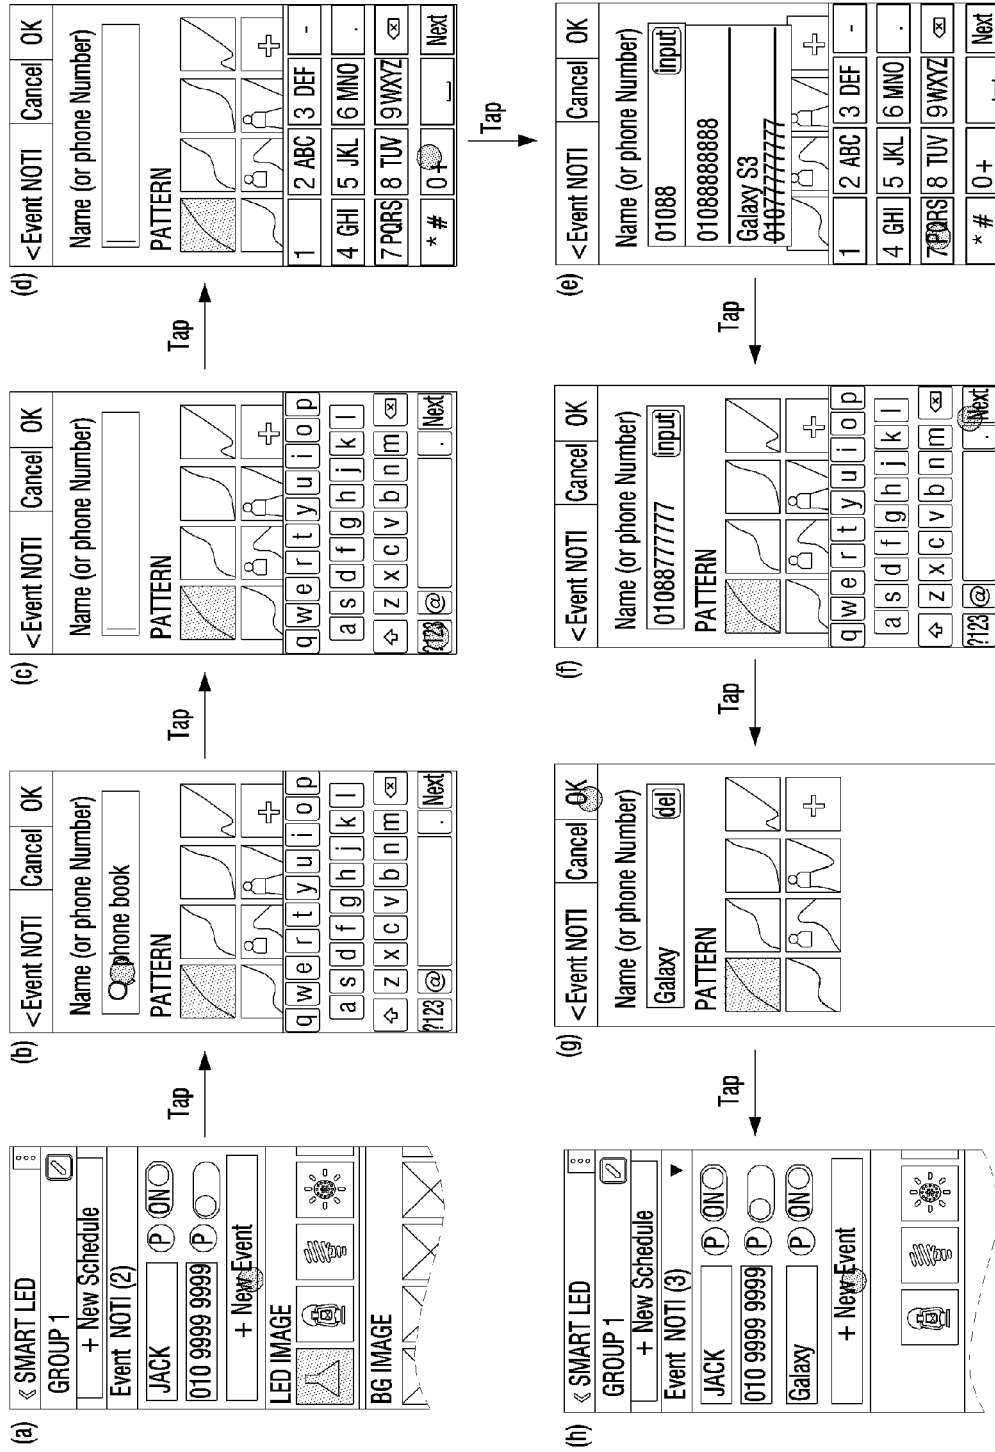 (a)
« SMART LED
GROUP 1
+ New Schedule
Event NOTI (2)
JACK P ON
010 9999 9999 P
+ New Event
LED IMAGE
BG IMAGE
Tap
(b)
<Event NOTI Cancel OK
Name (or phone Number)
phone book
PATTERN
q w e r t y u i o p
a s d f g h j k l
z x c v b n m
?123 @ . Next
Tap
(c)
<Event NOTI Cancel OK
Name (or phone Number)
PATTERN
q w e r t y u i o p
a s d f g h j k l
z x c v b n m
?123 @ . Next
Tap
(d)
<Event NOTI Cancel OK
Name (or phone Number)
PATTERN
1 2 ABC 3 DEF -
4 GHI 5 JKL 6 MNO .
7 PQRS 8 TUV 9 WXYZ
* # 0+ Next
Tap
(e)
<Event NOTI Cancel OK
Name (or phone Number)
01088 input
01088888888
Galaxy S3
01077777777
1 2 ABC 3 DEF -
4 GHI 5 JKL 6 MNO .
7 PQRS 8 TUV 9 WXYZ
* # 0+ Next
Tap
(f)
<Event NOTI Cancel OK
Name (or phone Number)
010887777777 input
PATTERN
q w e r t y u i o p
a s d f g h j k l
z x c v b n m
?123 @ . Next
Tap
(g)
<Event NOTI Cancel OK
Name (or phone Number)
Galaxy del
PATTERN
Tap
(h)
« SMART LED
GROUP 1
+ New Schedule
Event NOTI (3) ▼
JACK P ON
010 9999 9999 P
Galaxy P ON
+ New Event